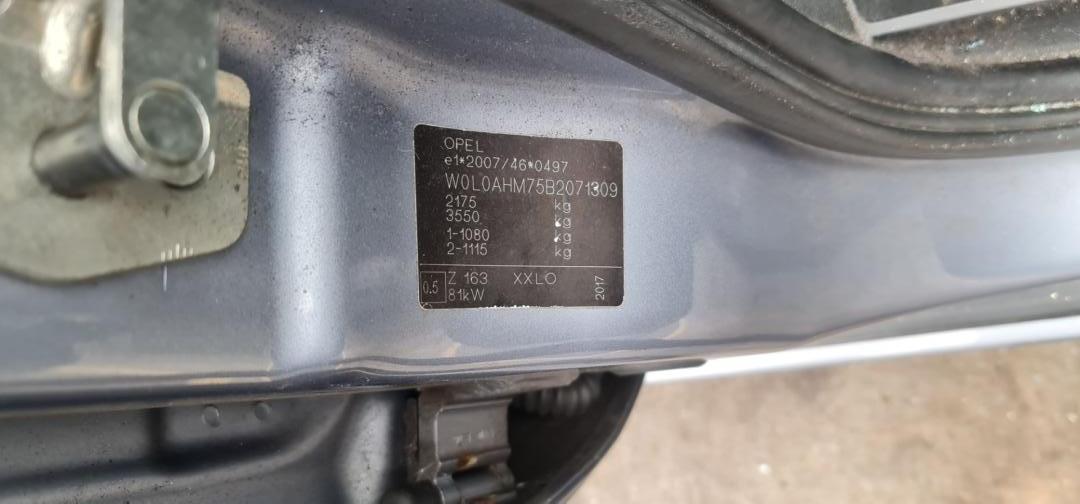 OPEL
e1*2007/46*0497
W0L0AHM75B2071309
2175 kg
3550 kg
1-1080 kg
2-1115 kg
0.5 Z 163 XXLO
81kW 2017